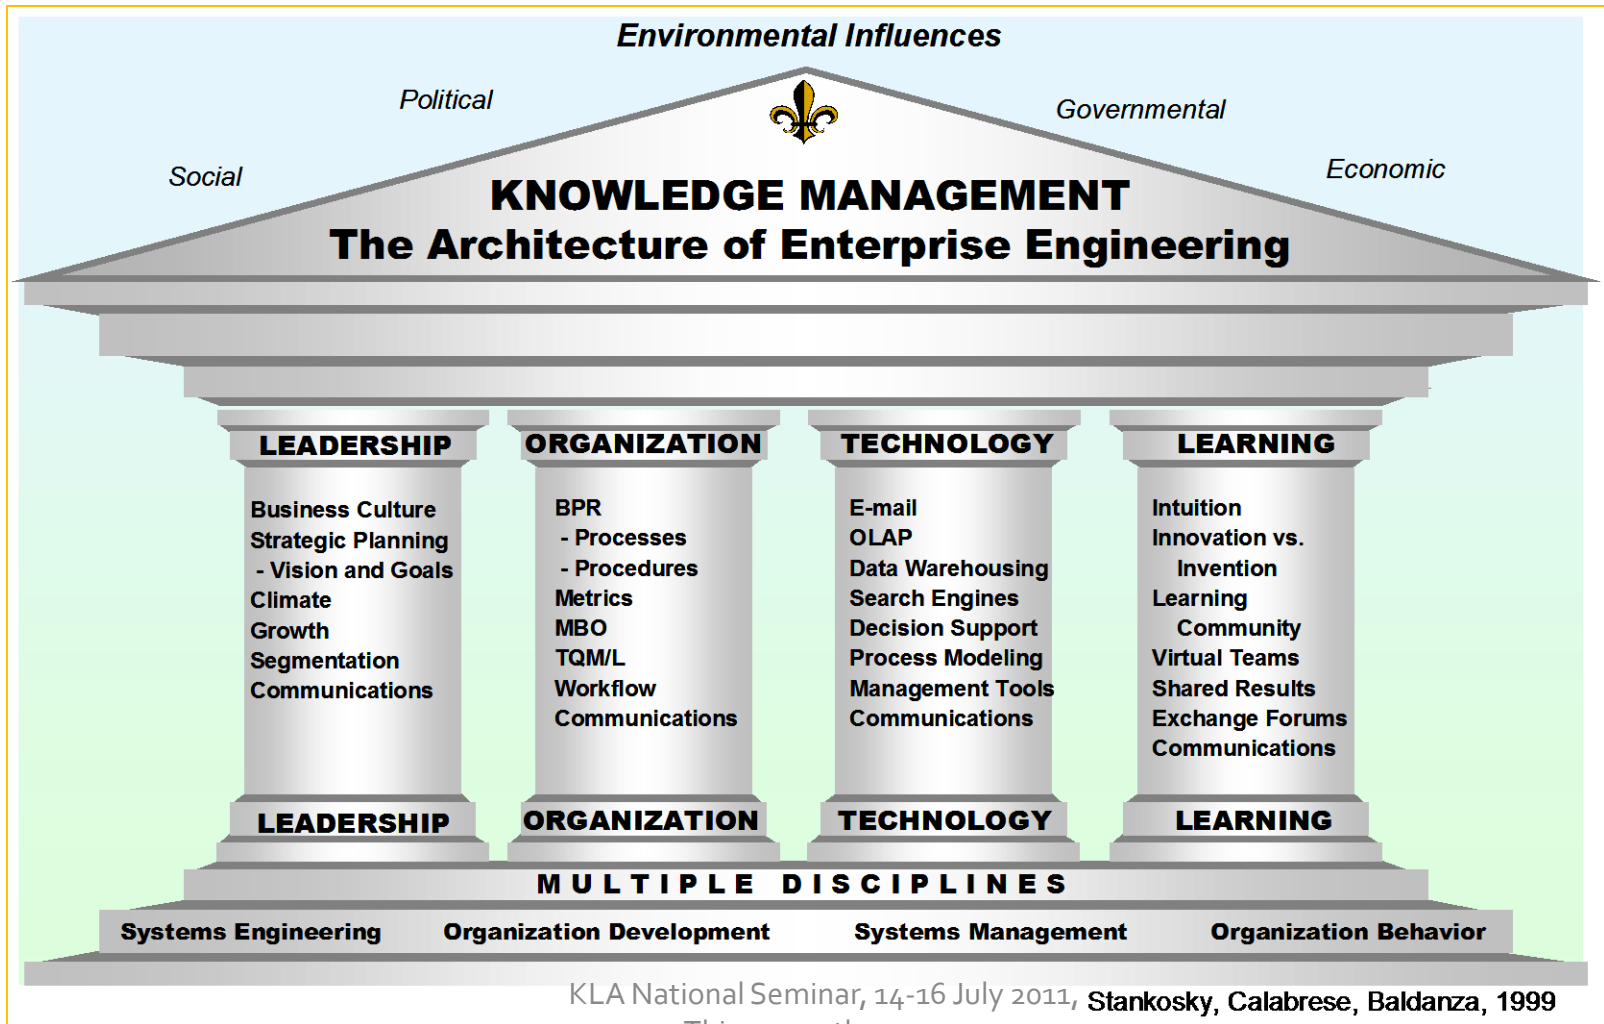 Environmental Influences
Political
Governmental
Social
Economic
KNOWLEDGE MANAGEMENT
The Architecture of Enterprise Engineering
LEADERSHIP
Business Culture
Strategic Planning
- Vision and Goals
Climate
Growth
Segmentation
Communications
LEADERSHIP
ORGANIZATION
BPR
- Processes
- Procedures
Metrics
MBO
TQM/L
Workflow
Communications
ORGANIZATION
TECHNOLOGY
E-mail
OLAP
Data Warehousing
Search Engines
Decision Support
Process Modeling
Management Tools
Communications
TECHNOLOGY
LEARNING
Intuition
Innovation vs.
Invention
Learning
Community
Virtual Teams
Shared Results
Exchange Forums
Communications
LEARNING
MULTIPLE DISCIPLINES
Systems Engineering Organization Development Systems Management Organization Behavior
KLA National Seminar, 14-16 July 2011,
Stankosky, Calabrese, Baldanza, 1999